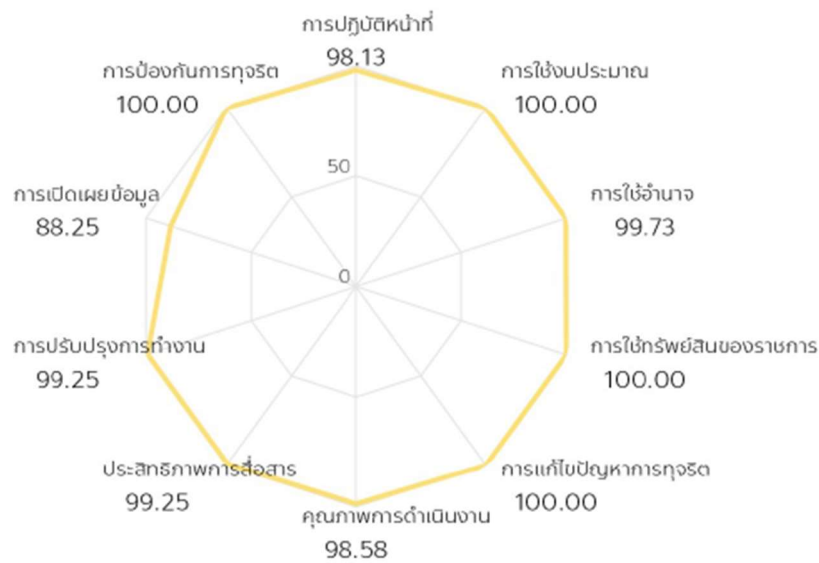 การปฏิบัติหน้าที่
98.13
การใช้งบประมาณ
100.00
การใช้อำนาจ
99.73
การใช้ทรัพย์สินของราชการ
100.00
การแก้ไขปัญหาการทุจริต
100.00
คุณภาพการดำเนินงาน
98.58
ประสิทธิภาพการสื่อสาร
99.25
การปรับปรุงการทำงาน
99.25
การเปิดเผยข้อมูล
88.25
การป้องกันการทุจริต
100.00
50
0